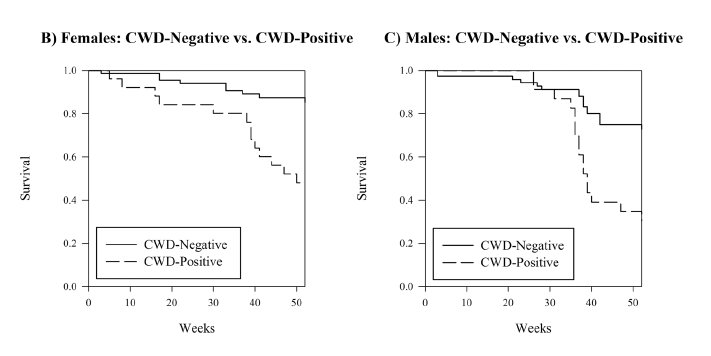 B) Females: CWD-Negative vs. CWD-Positive
1.0
0.8
0.6
0.4
0.2
0.0
Survival
CWD-Negative
CWD-Positive
0 10 20 30 40 50
Weeks
C) Males: CWD-Negative vs. CWD-Positive
1.0
0.8
0.6
0.4
0.2
0.0
Survival
CWD-Negative
CWD-Positive
0 10 20 30 40 50
Weeks